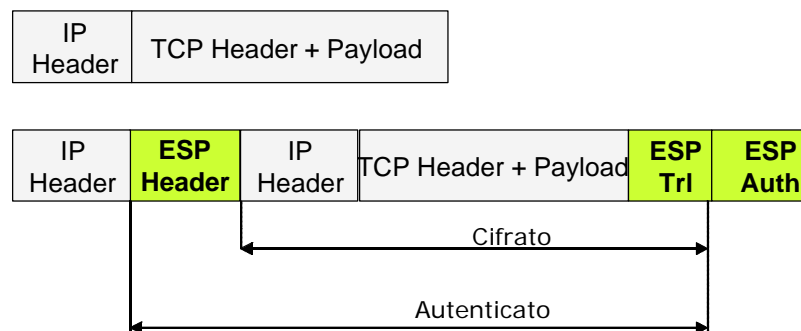 IP
Header
TCP Header + Payload
IP
Header
ESP
Header
IP
Header
TCP Header + Payload
ESP
Trl
ESP
Auth
Cifrato
Autenticato